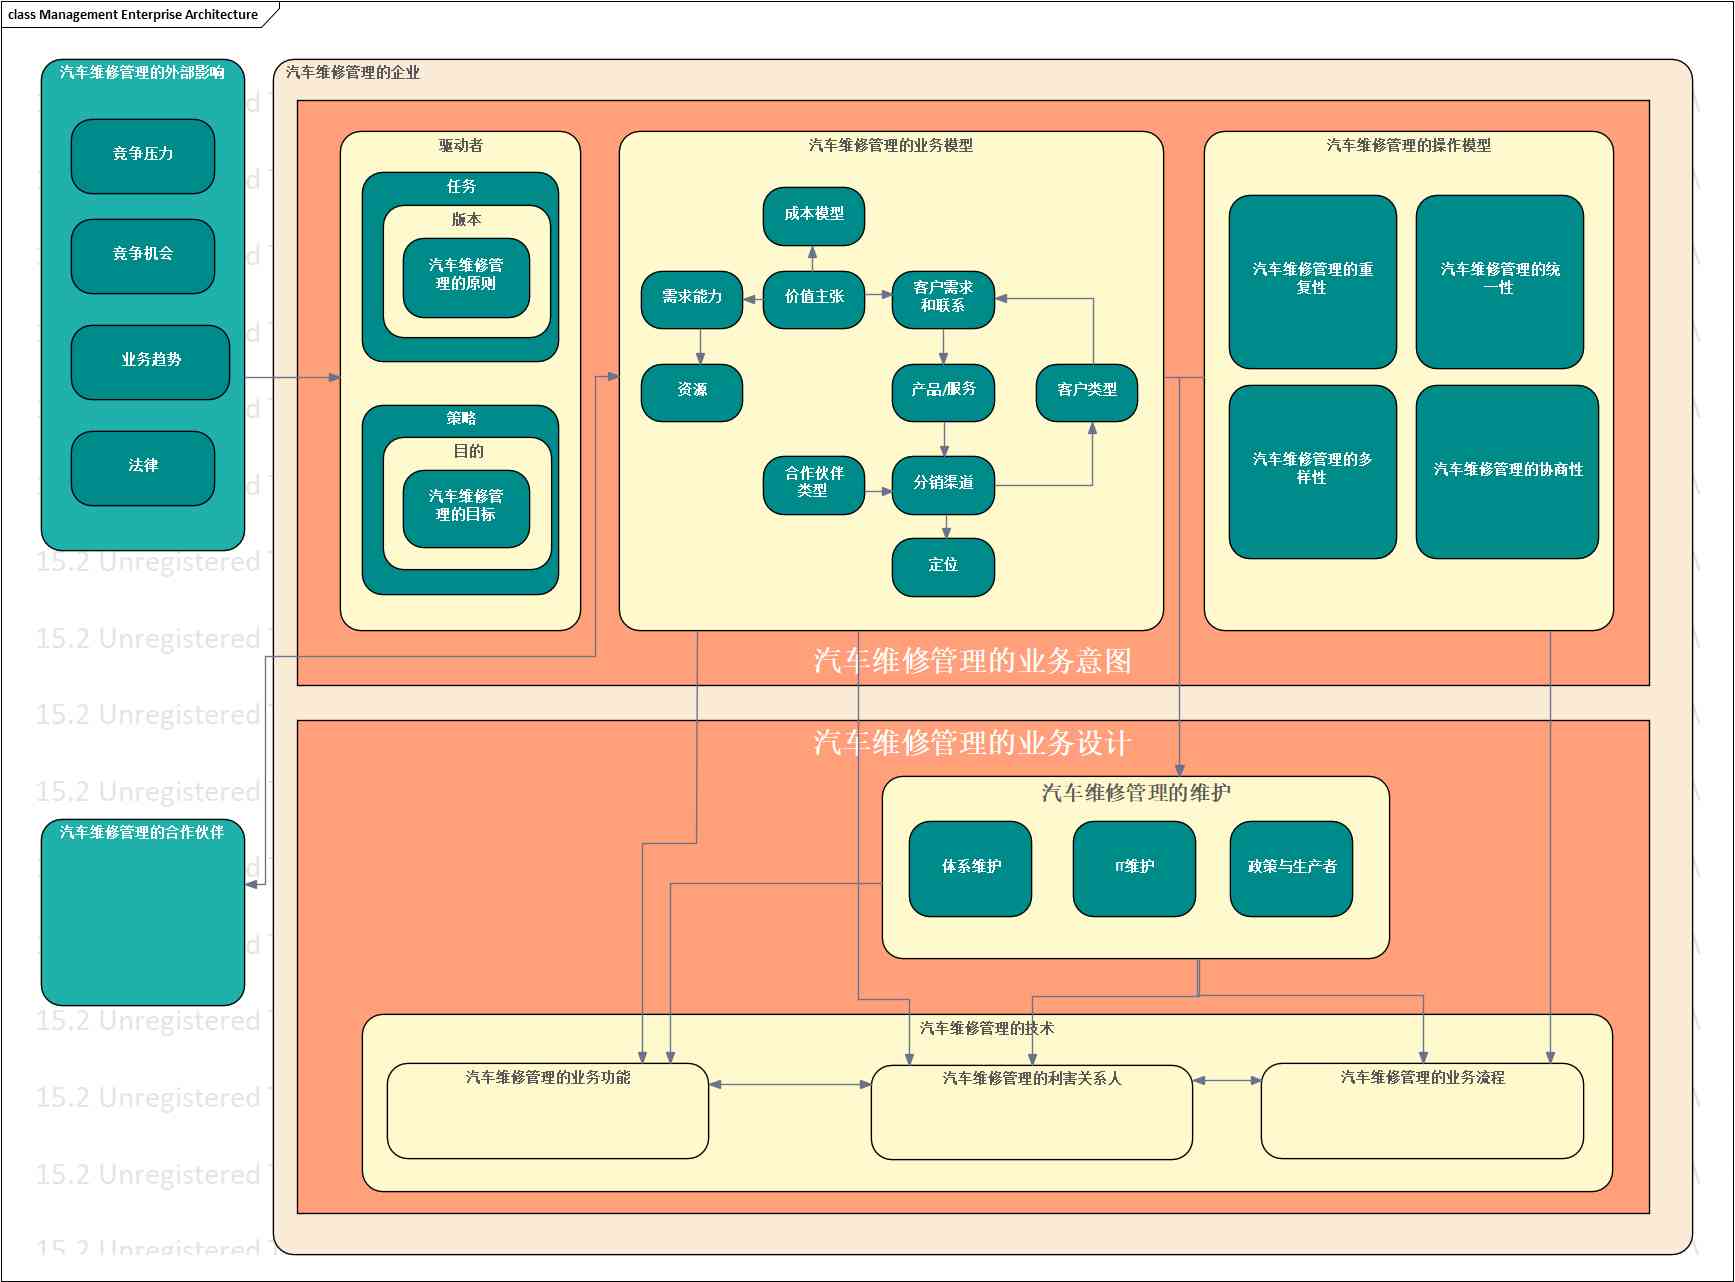 class Management Enterprise Architecture
汽车维修管理的外部影响
竞争压力
竞争机会
业务趋势
法律
汽车维修管理的合作伙伴
汽车维修管理的企业
驱动者
任务
版本
汽车维修管
理的原则
策略
目的
汽车维修管
理的目标
汽车维修管理的业务模型
成本模型
需求能力
价值主张
客户需求
和联系
资源
产品/服务
客户类型
合作伙伴
类型
分销渠道
定位
汽车维修管理的操作模型
汽车维修管理的重
复性
汽车维修管理的统
一性
汽车维修管理的多
样性
汽车维修管理的协商性
汽车维修管理的业务意图
汽车维修管理的业务设计
汽车维修管理的维护
体系维护
IT维护
政策与生产者
汽车维修管理的技术
汽车维修管理的业务功能
汽车维修管理的利害关系人
汽车维修管理的业务流程
15.2 Unregistered
15.2 Unregistered
15.2 Unregistered
15.2 Unregistered
15.2 Unregistered
15.2 Unregistered
15.2 Unregistered
15.2 Unregistered